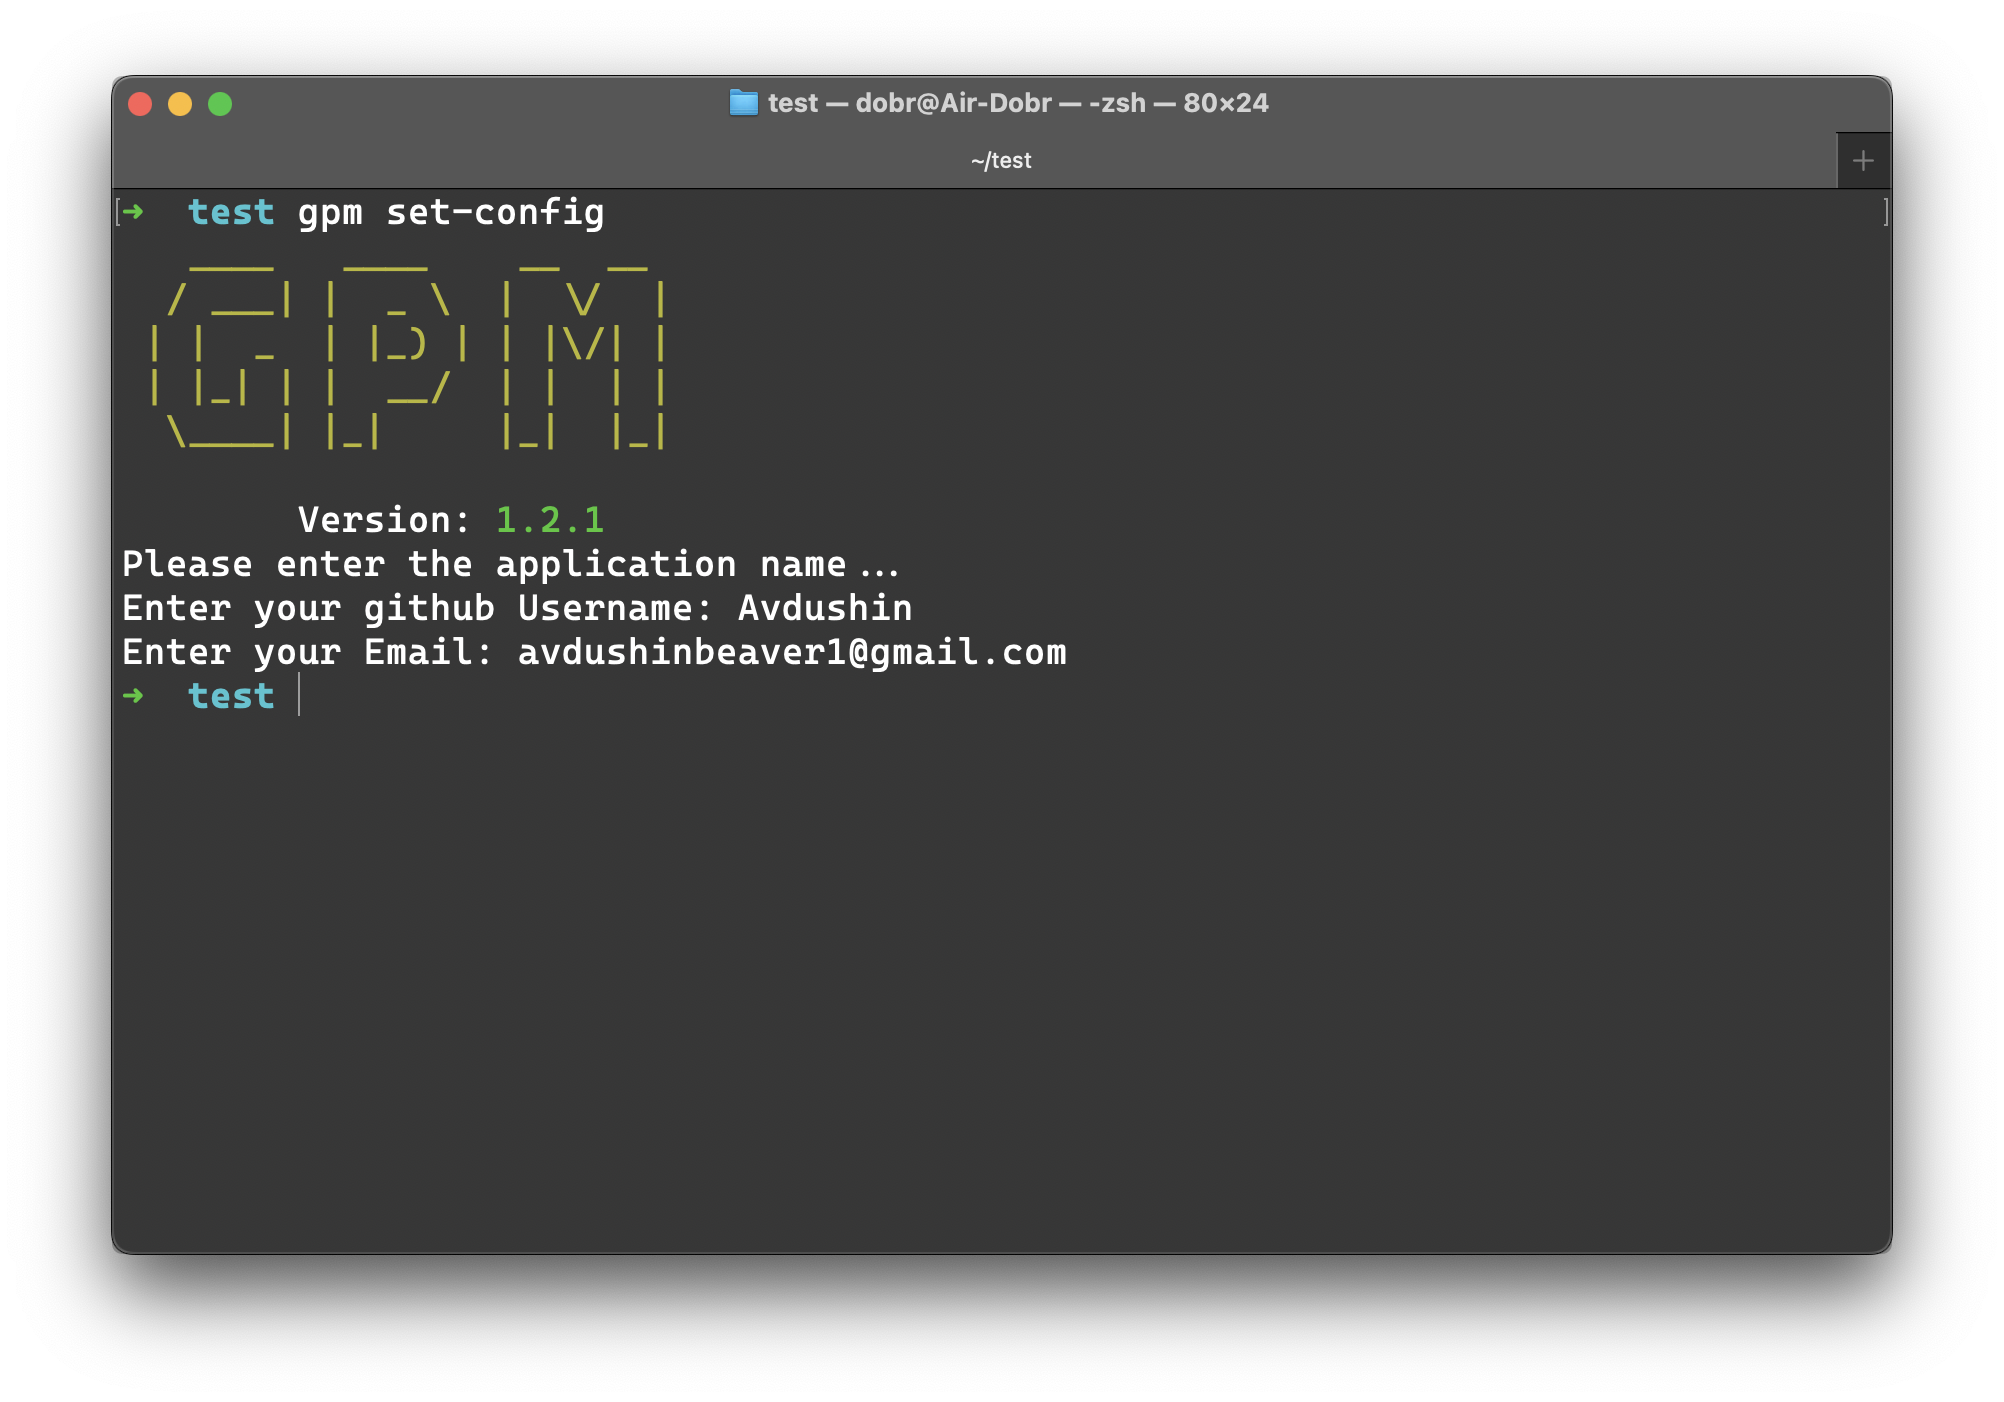 test — dobr@Air-Dobr — -zsh — 80×24
~/test
➜  test gpm set-config
GPM
Version: 1.2.1
Please enter the application name...
Enter your github Username: Avdushin
Enter your Email: avdushinbeaver1@gmail.com
➜  test